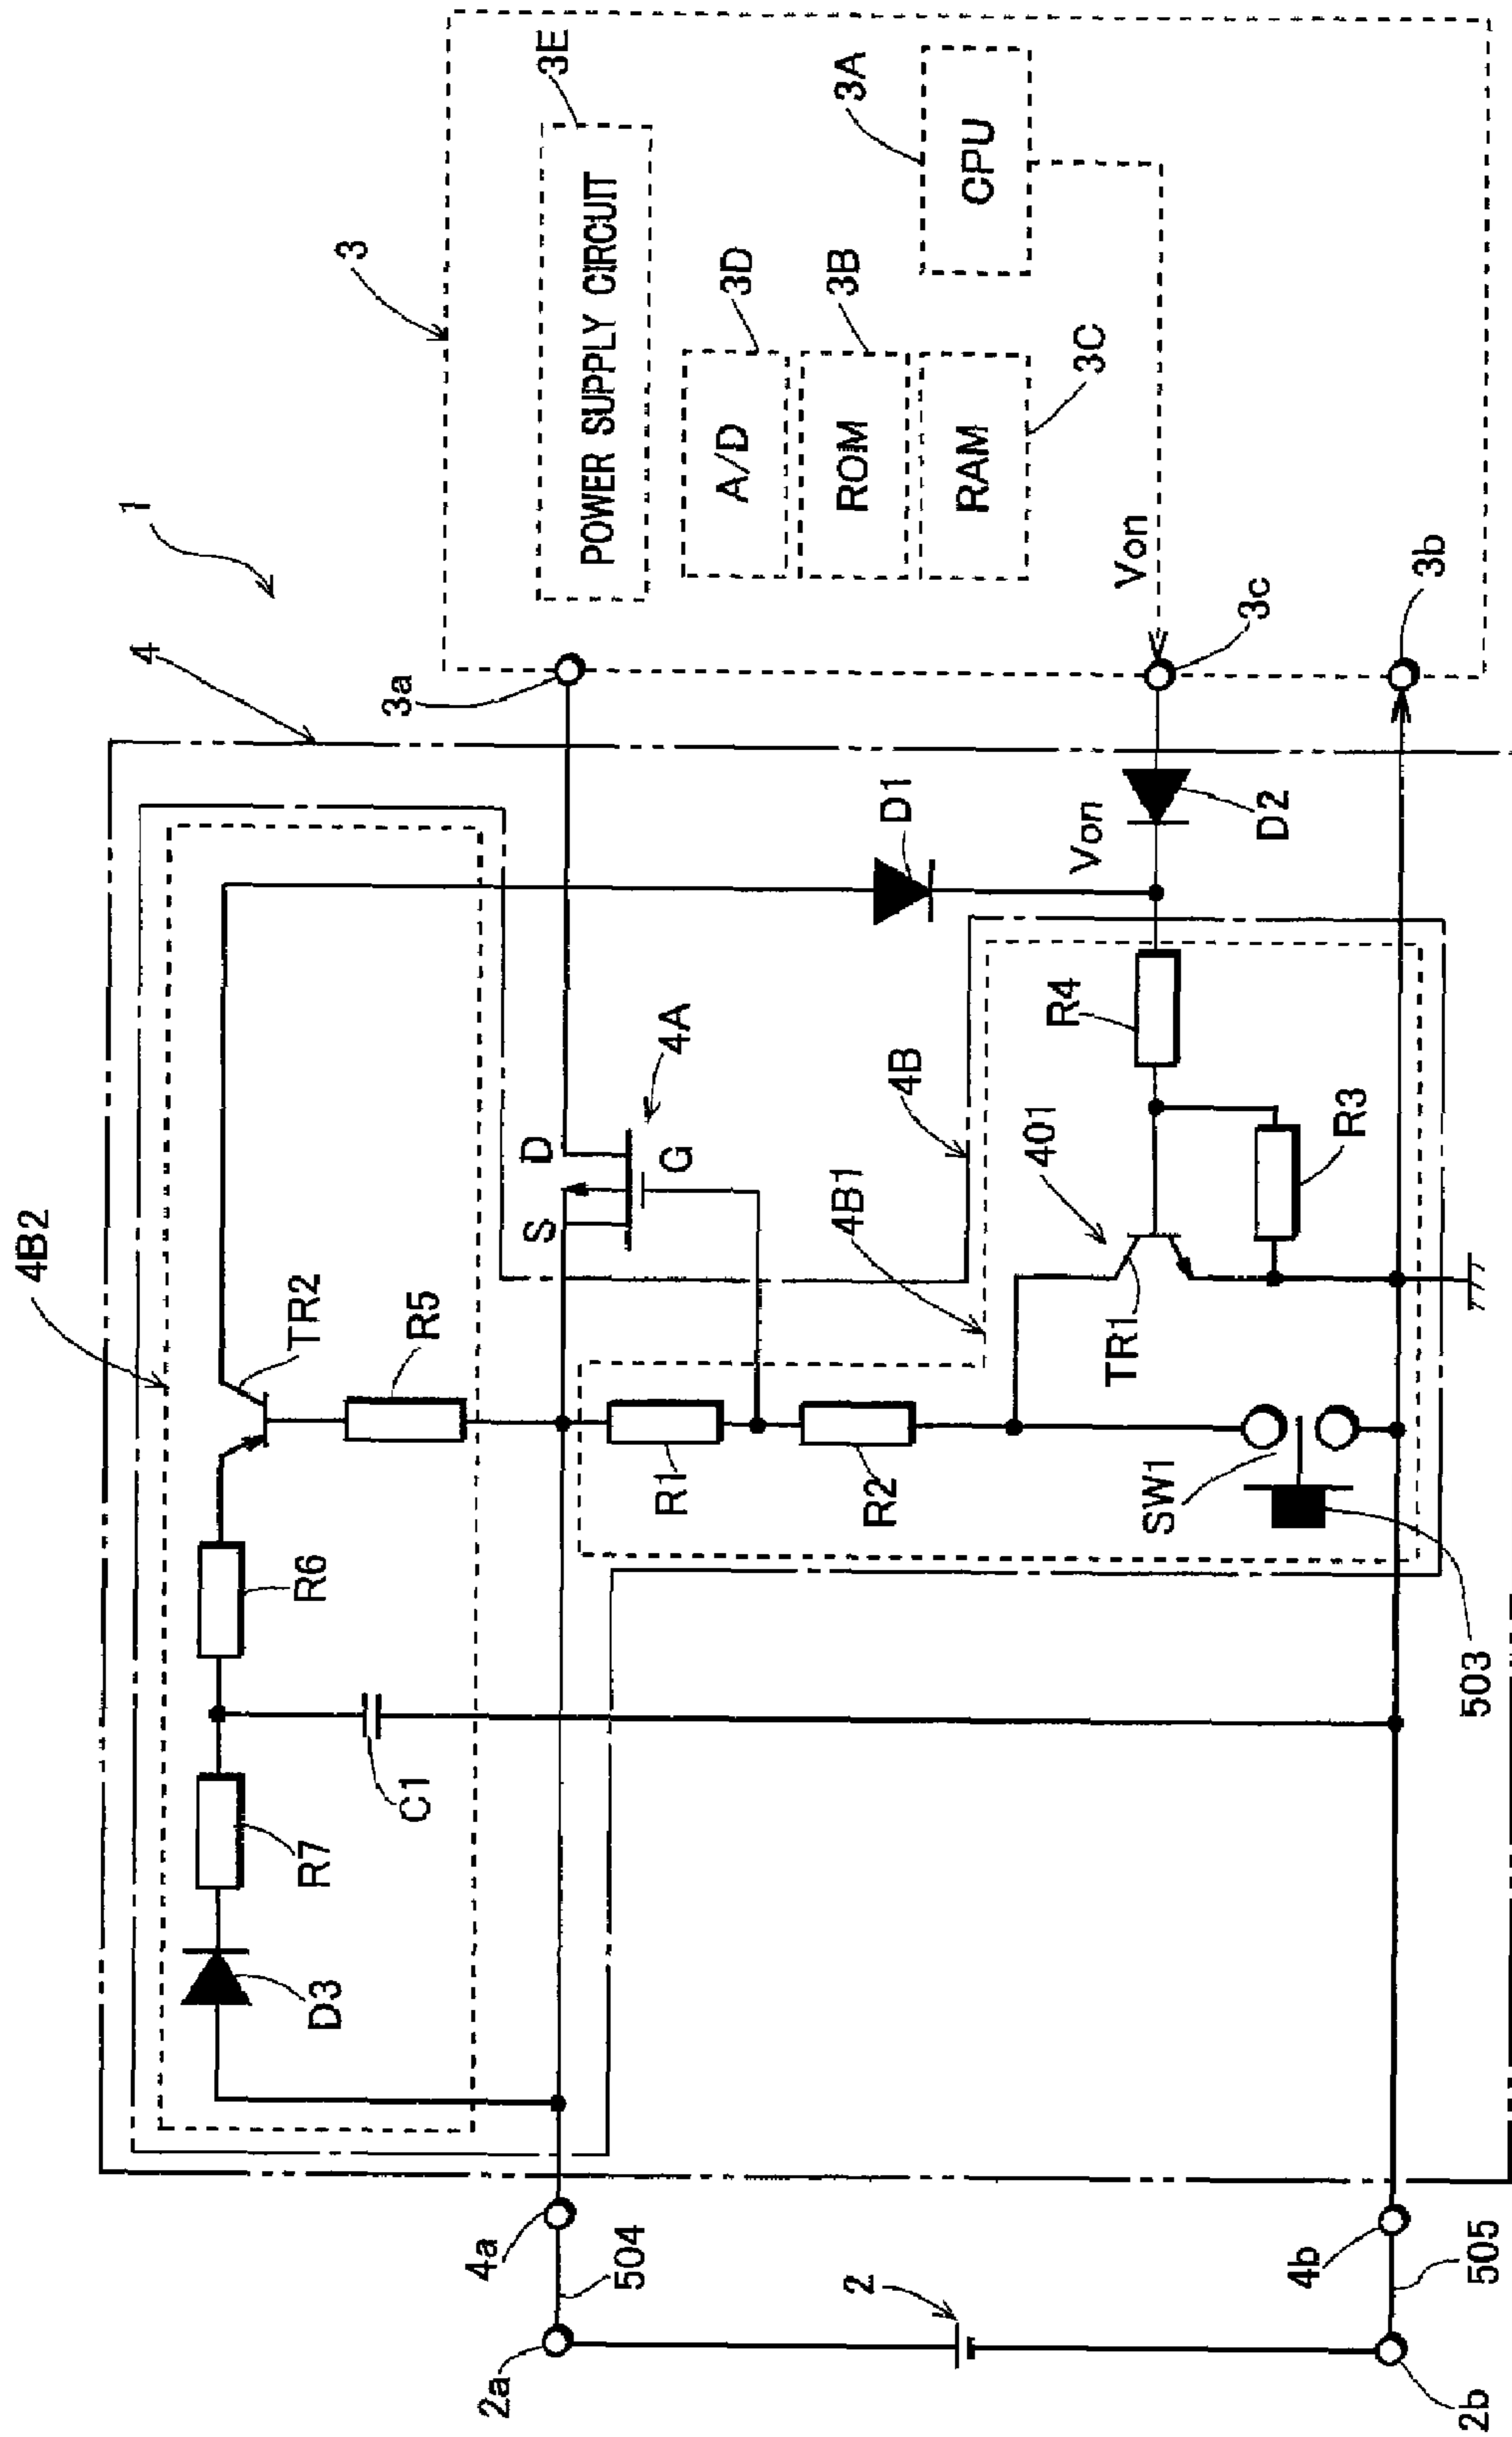 1
3
3E
POWER SUPPLY CIRCUIT
3A
CPU
3D
A/D
3B
ROM
3C
RAM
Von
3a
3c
3b
4
4B2
TR2
R5
R6
R7
D3
C1
D1
Von
D2
S
D
G
4A
4B
4B1
R1
R2
401
TR1
R4
R3
SW1
503
4a
504
2a
2
4b
505
2b